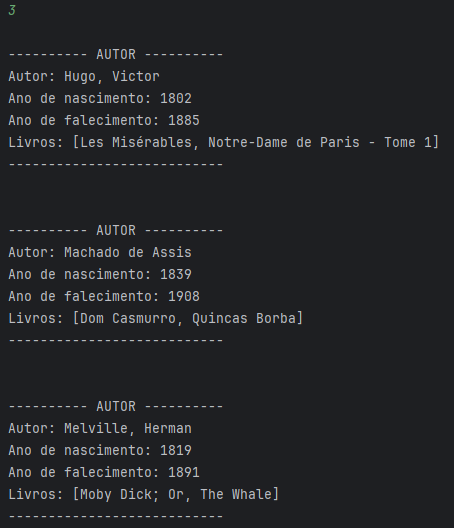 3
---------- AUTOR ----------
Autor: Hugo, Victor
Ano de nascimento: 1802
Ano de falecimento: 1885
Livros: [Les Misérables, Notre-Dame de Paris - Tome 1]
---------------------------
---------- AUTOR ----------
Autor: Machado de Assis
Ano de nascimento: 1839
Ano de falecimento: 1908
Livros: [Dom Casmurro, Quincas Borba]
---------------------------
---------- AUTOR ----------
Autor: Melville, Herman
Ano de nascimento: 1819
Ano de falecimento: 1891
Livros: [Moby Dick; Or, The Whale]
---------------------------